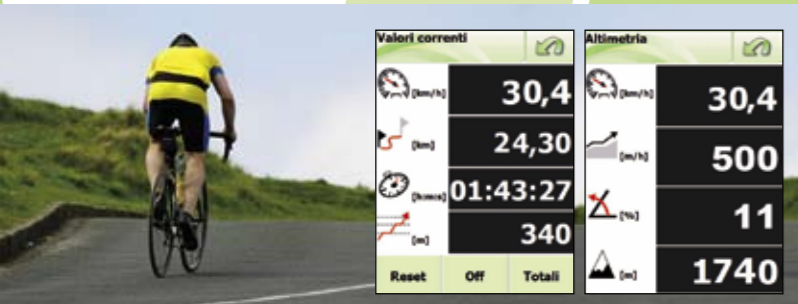 Valori correnti
[km/h] 30,4
[km] 24,30
[h:m:s] 01:43:27
[m] 340
Reset Off Totali
Altimetria
[km/h] 30,4
[m/h] 500
[%] 11
[m] 1740